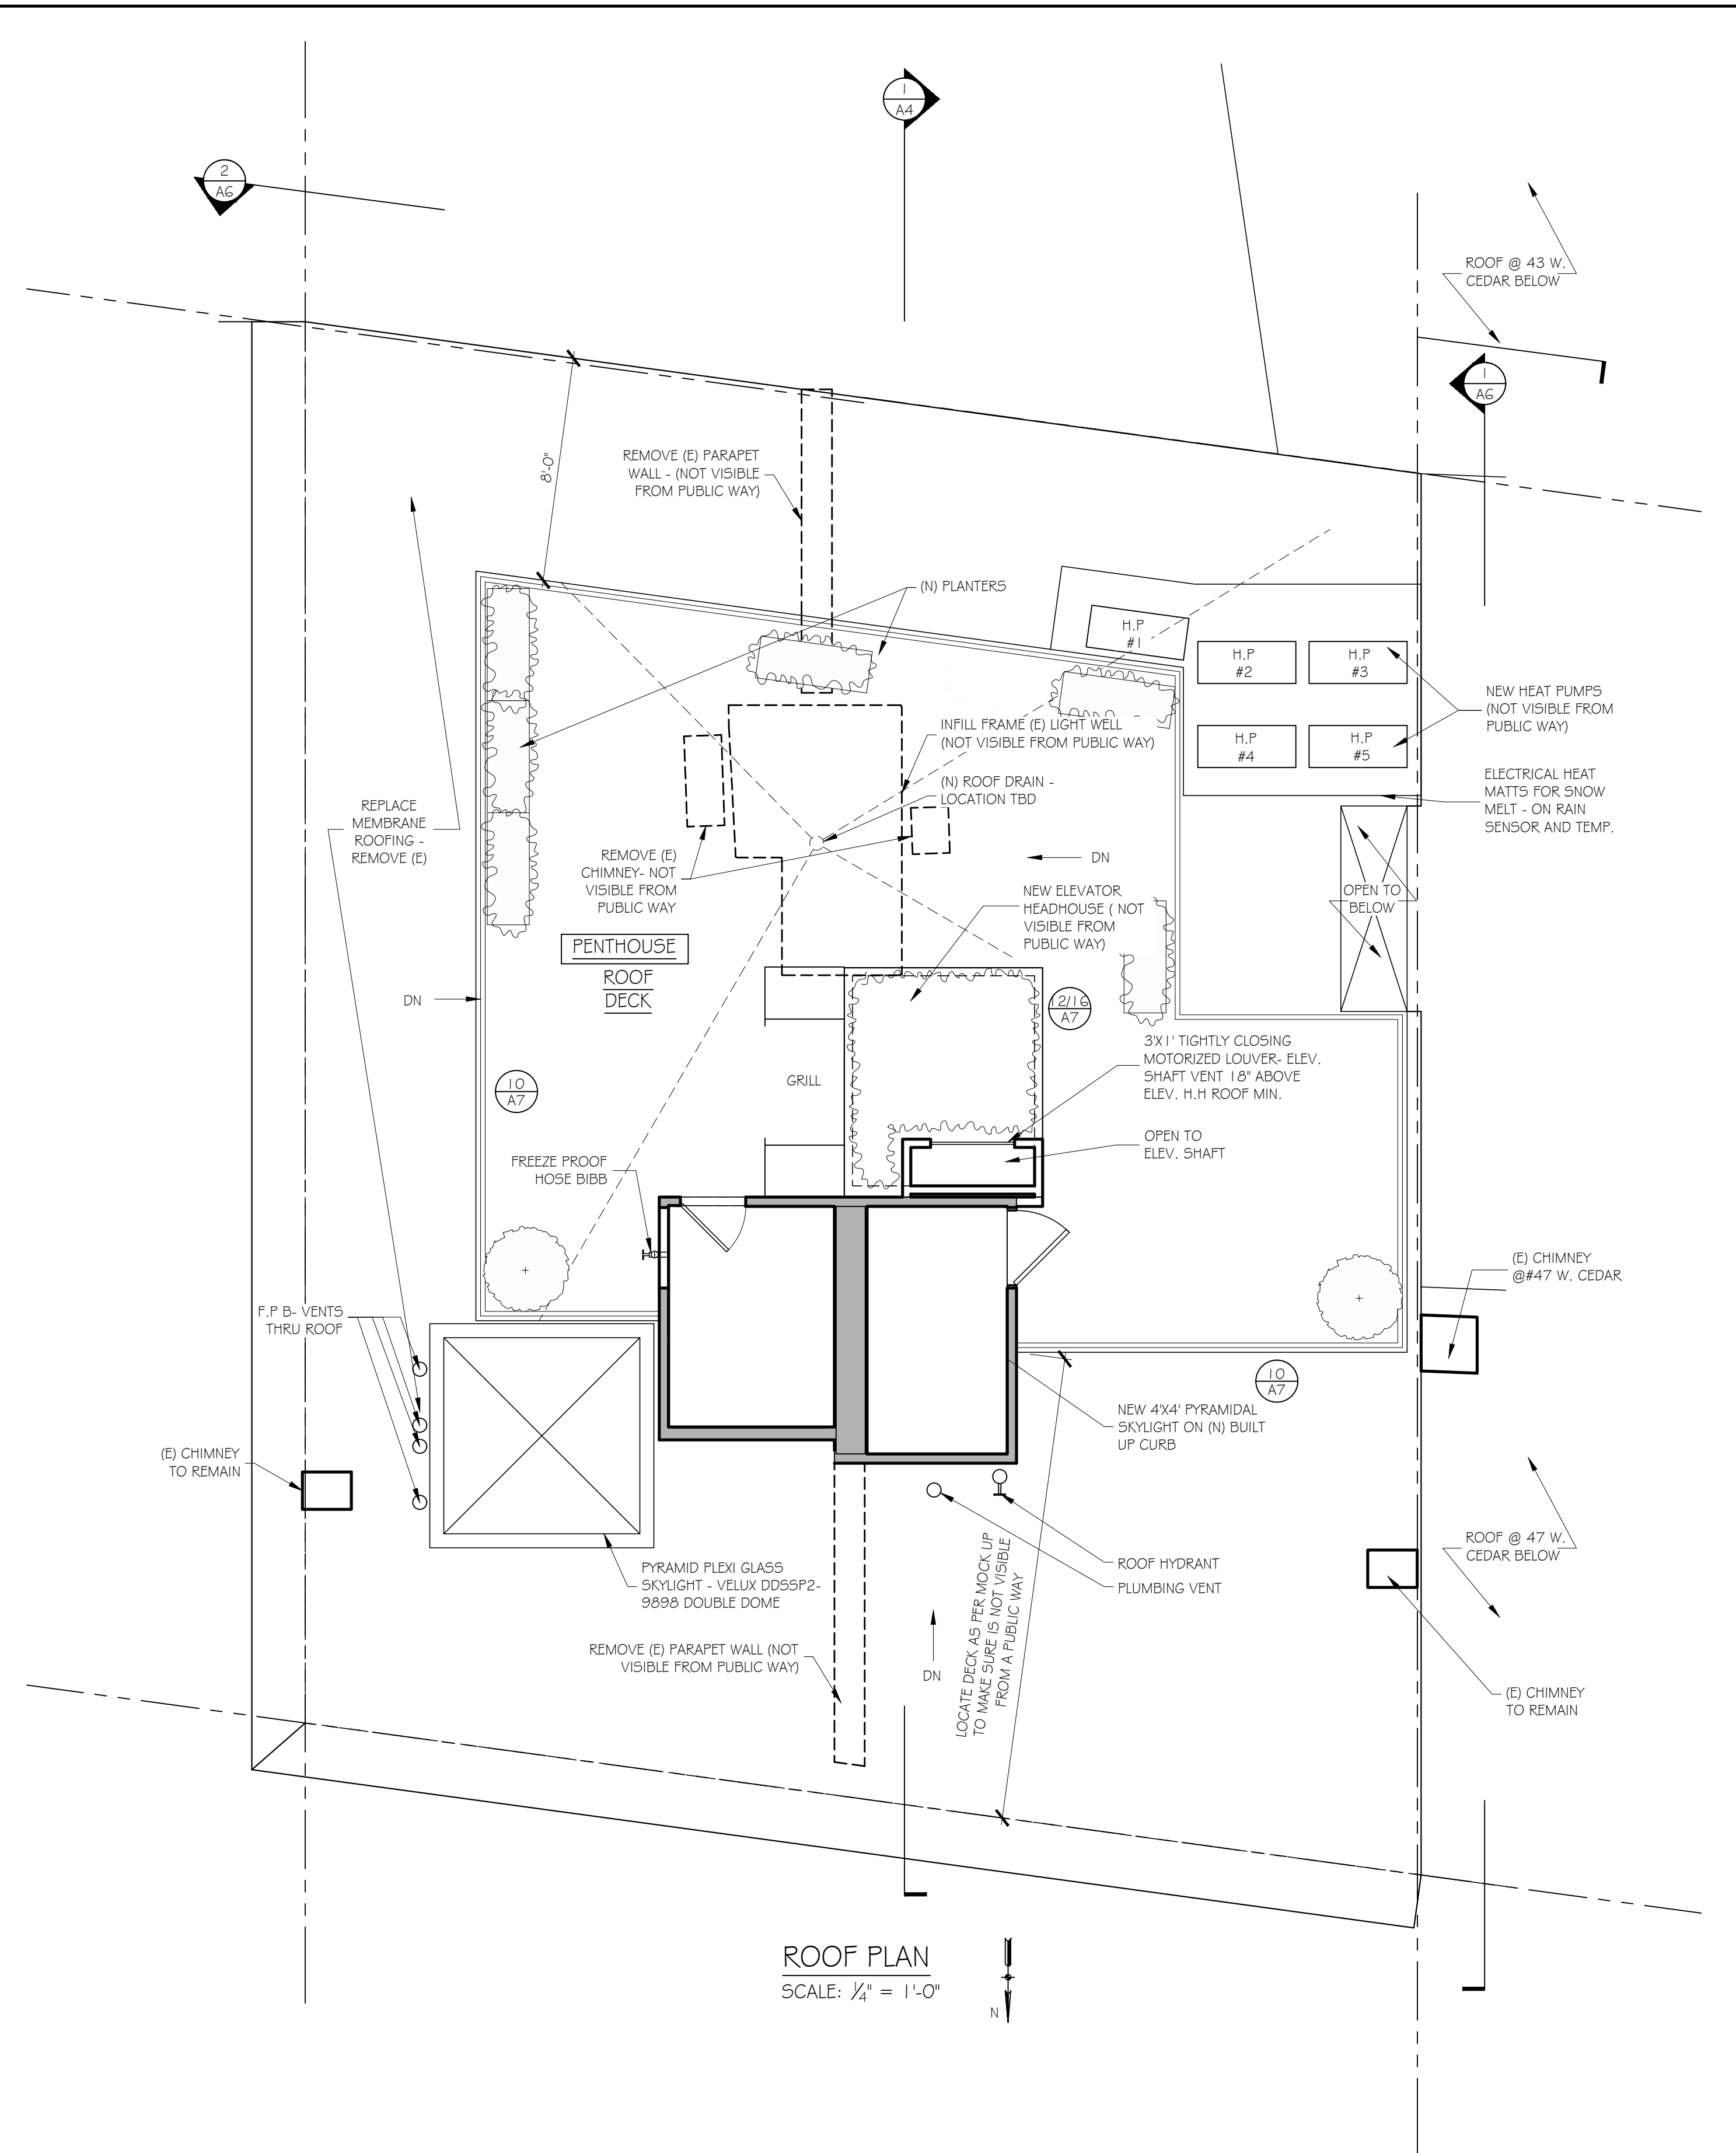 1
A4
2
A6
ROOF @ 43 W.
CEDAR BELOW
1
A6
REMOVE (E) PARAPET
WALL - (NOT VISIBLE
FROM PUBLIC WAY)
8'-0"
(N) PLANTERS
H.P
#1
H.P
#2
H.P
#3
H.P
#4
H.P
#5
NEW HEAT PUMPS
(NOT VISIBLE FROM
PUBLIC WAY)
INFILL FRAME (E) LIGHT WELL
(NOT VISIBLE FROM PUBLIC WAY)
(N) ROOF DRAIN -
LOCATION TBD
ELECTRICAL HEAT
MATTS FOR SNOW
MELT - ON RAIN
SENSOR AND TEMP.
REPLACE
MEMBRANE
ROOFING -
REMOVE (E)
REMOVE (E)
CHIMNEY- NOT
VISIBLE FROM
PUBLIC WAY
DN
OPEN TO
BELOW
NEW ELEVATOR
HEADHOUSE ( NOT
VISIBLE FROM
PUBLIC WAY)
PENTHOUSE
ROOF
DECK
DN
12/16
A7
3'X1' TIGHTLY CLOSING
MOTORIZED LOUVER- ELEV.
SHAFT VENT 18" ABOVE
ELEV. H.H ROOF MIN.
GRILL
10
A7
OPEN TO
ELEV. SHAFT
FREEZE PROOF
HOSE BIBB
(E) CHIMNEY
@#47 W. CEDAR
F.P B- VENTS
THRU ROOF
10
A7
NEW 4'X4' PYRAMIDAL
SKYLIGHT ON (N) BUILT
UP CURB
(E) CHIMNEY
TO REMAIN
ROOF @ 47 W.
CEDAR BELOW
PYRAMID PLEXI GLASS
SKYLIGHT - VELUX DDSSP2-
9898 DOUBLE DOME
ROOF HYDRANT
PLUMBING VENT
LOCATE DECK AS PER MOCK UP
TO MAKE SURE IS NOT VISIBLE
FROM A PUBLIC WAY
REMOVE (E) PARAPET WALL (NOT
VISIBLE FROM PUBLIC WAY)
DN
(E) CHIMNEY
TO REMAIN
ROOF PLAN
SCALE: 1/4" = 1'-0"
N